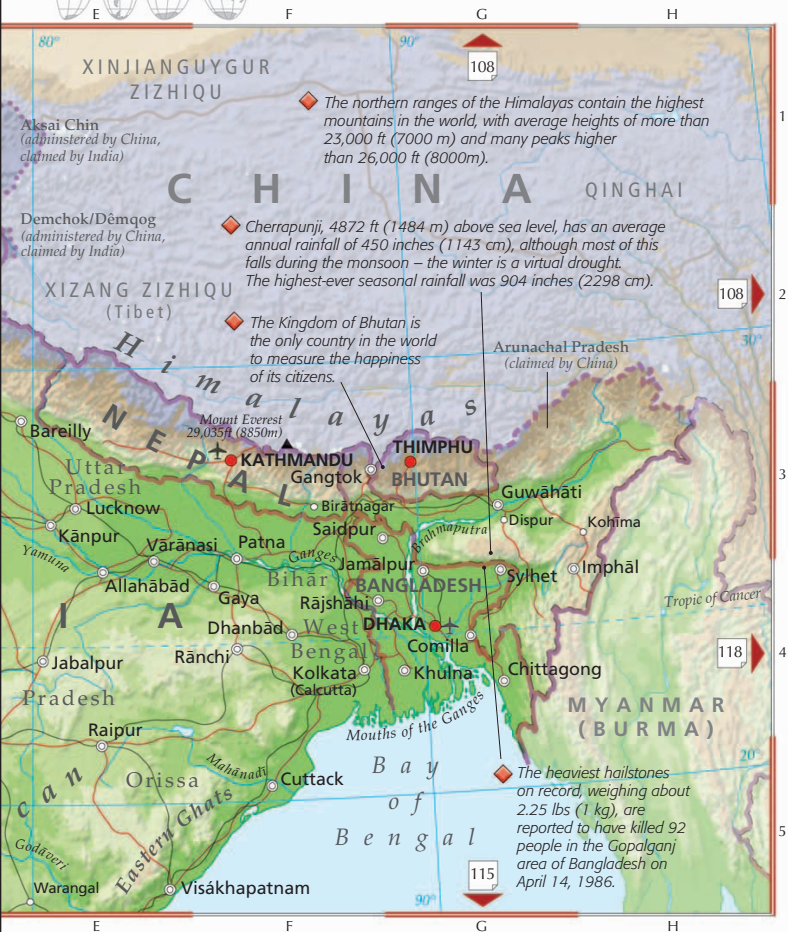 E F G H
80° 90°
108
XINJIANGUYGUR
ZIZHIQU
1
The northern ranges of the Himalayas contain the highest
mountains in the world, with average heights of more than
23,000 ft (7000 m) and many peaks higher
than 26,000 ft (8000m).
Aksai Chin
(administered by China,
claimed by India)
C H I N A
QINGHAI
Demchok/Dêmqog
(administered by China,
claimed by India)
Cherrapunji, 4872 ft (1484 m) above sea level, has an average
annual rainfall of 450 inches (1143 cm), although most of this
falls during the monsoon – the winter is a virtual drought.
The highest-ever seasonal rainfall was 904 inches (2298 cm).
XIZANG ZIZHIQU
(Tibet)
108
2
The Kingdom of Bhutan is
the only country in the world
to measure the happiness
of its citizens.
30°
Arunachal Pradesh
(claimed by China)
Himalayas
Mount Everest
29,035ft (8850m)
NEPAL
Bareilly
KATHMANDU
THIMPHU
Gangtok
BHUTAN
3
Uttar
Pradesh
Lucknow
Birātnagar
Guwāhāti
Kānpur
Saidpur
Brahmaputra
Dispur
Kohīma
Yamuna
Vārānasi
Patna
Ganges
Jamālpur
Allahābād
Bihār
BANGLADESH
Sylhet
Imphāl
Gaya
Rājshāhi
Tropic of Cancer
I A
Dhanbād
West
Bengal
DHAKA
Comilla
4
118
Jabalpur
Rānchi
Kolkata
(Calcutta)
Khulna
Chittagong
Pradesh
MYANMAR
(BURMA)
Raipur
Mouths of the Ganges
20°
can
Orissa
Mahānadi
Cuttack
Bay
of
Bengal
The heaviest hailstones
on record, weighing about
2.25 lbs (1 kg), are
reported to have killed 92
people in the Gopalganj
area of Bangladesh on
April 14, 1986.
5
Godāveri
Eastern Ghats
115
Warangal
Visākhapatnam
90°
E F G H